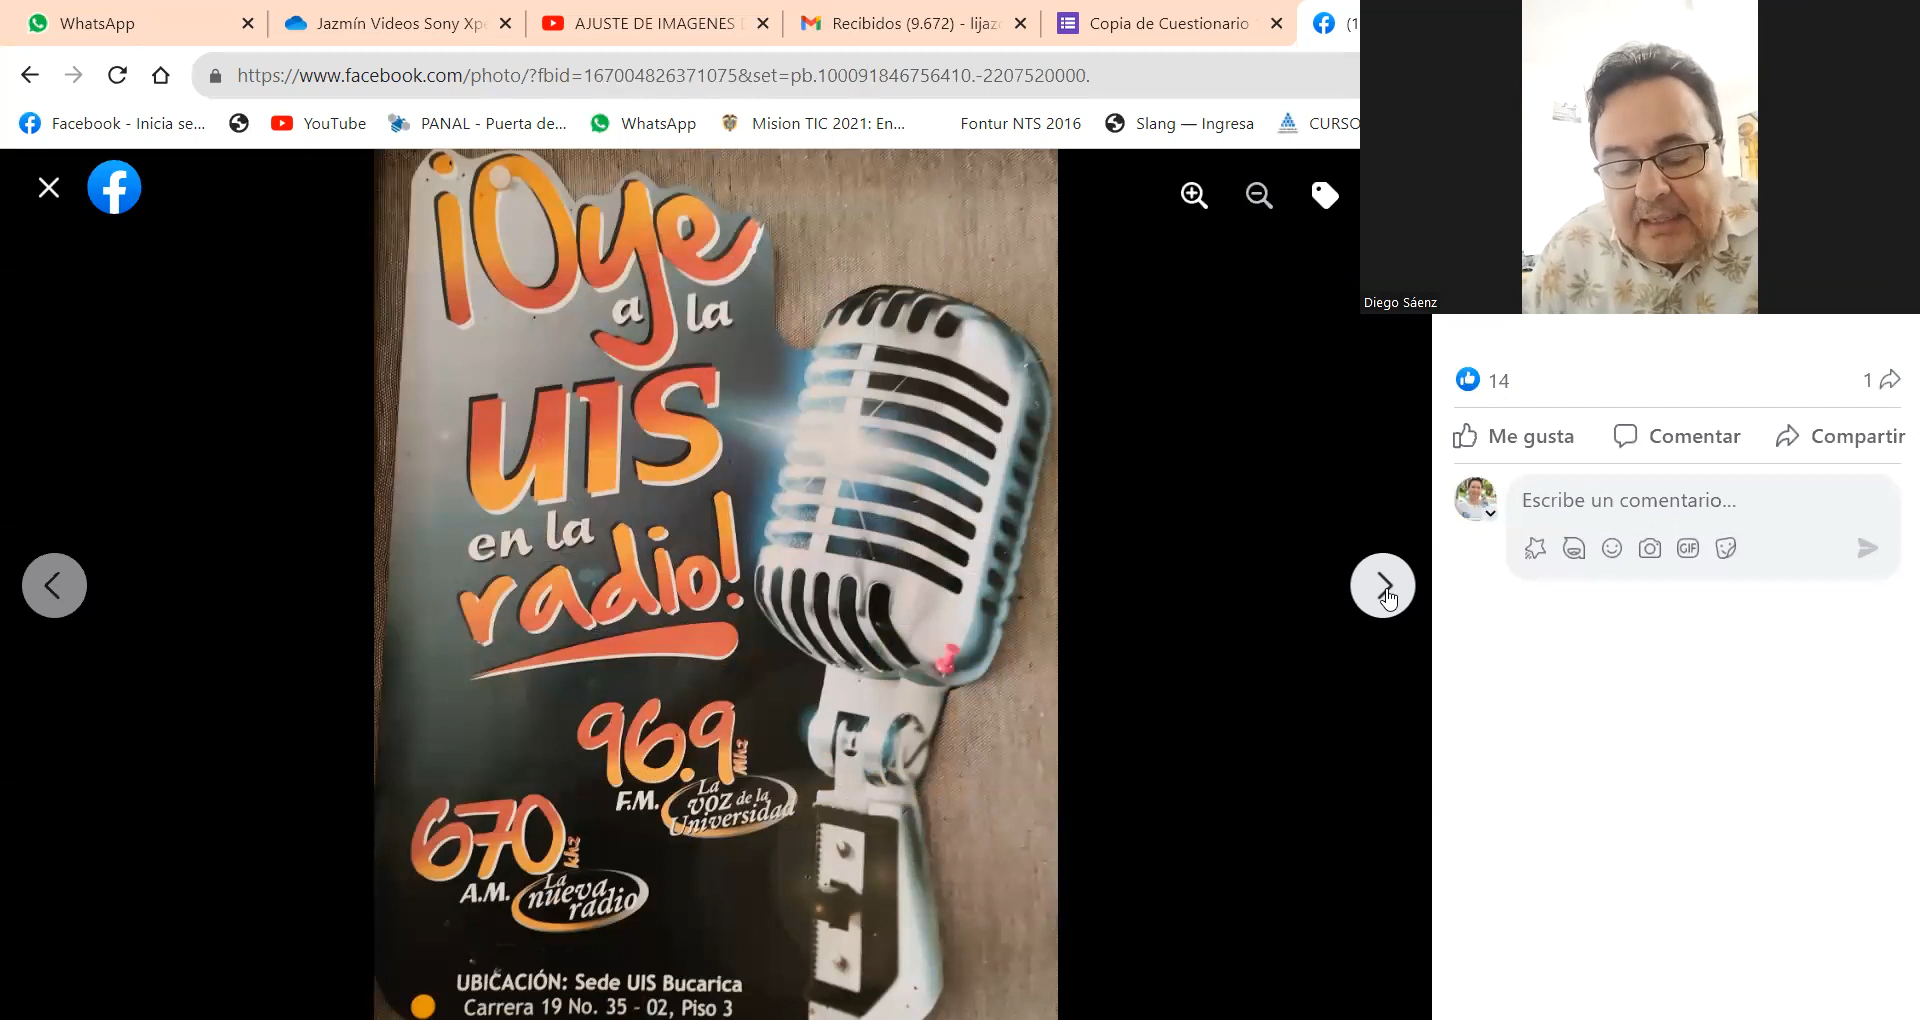 WhatsApp
Jazmín Videos Sony Xpe
AJUSTE DE IMAGENES
Recibidos (9.672) - lijaz
Copia de Cuestionario
(1
https://www.facebook.com/photo/?fbid=167004826371075&set=pb.100091846756410.-2207520000.
Facebook - Inicia se...
YouTube
PANAL - Puerta de...
WhatsApp
Mision TIC 2021: En...
Fontur NTS 2016
Slang — Ingresa
CURSO
Diego Sáenz
¡Oye
a la
UIS
en la
radio!
96.9
Mhz
F.M.
La
voz de la
Universidad
670
khz
A.M.
La
nueva
radio
UBICACIÓN: Sede UIS Bucarica
Carrera 19 No. 35 - 02, Piso 3
14
1
Me gusta
Comentar
Compartir
Escribe un comentario...
GIF